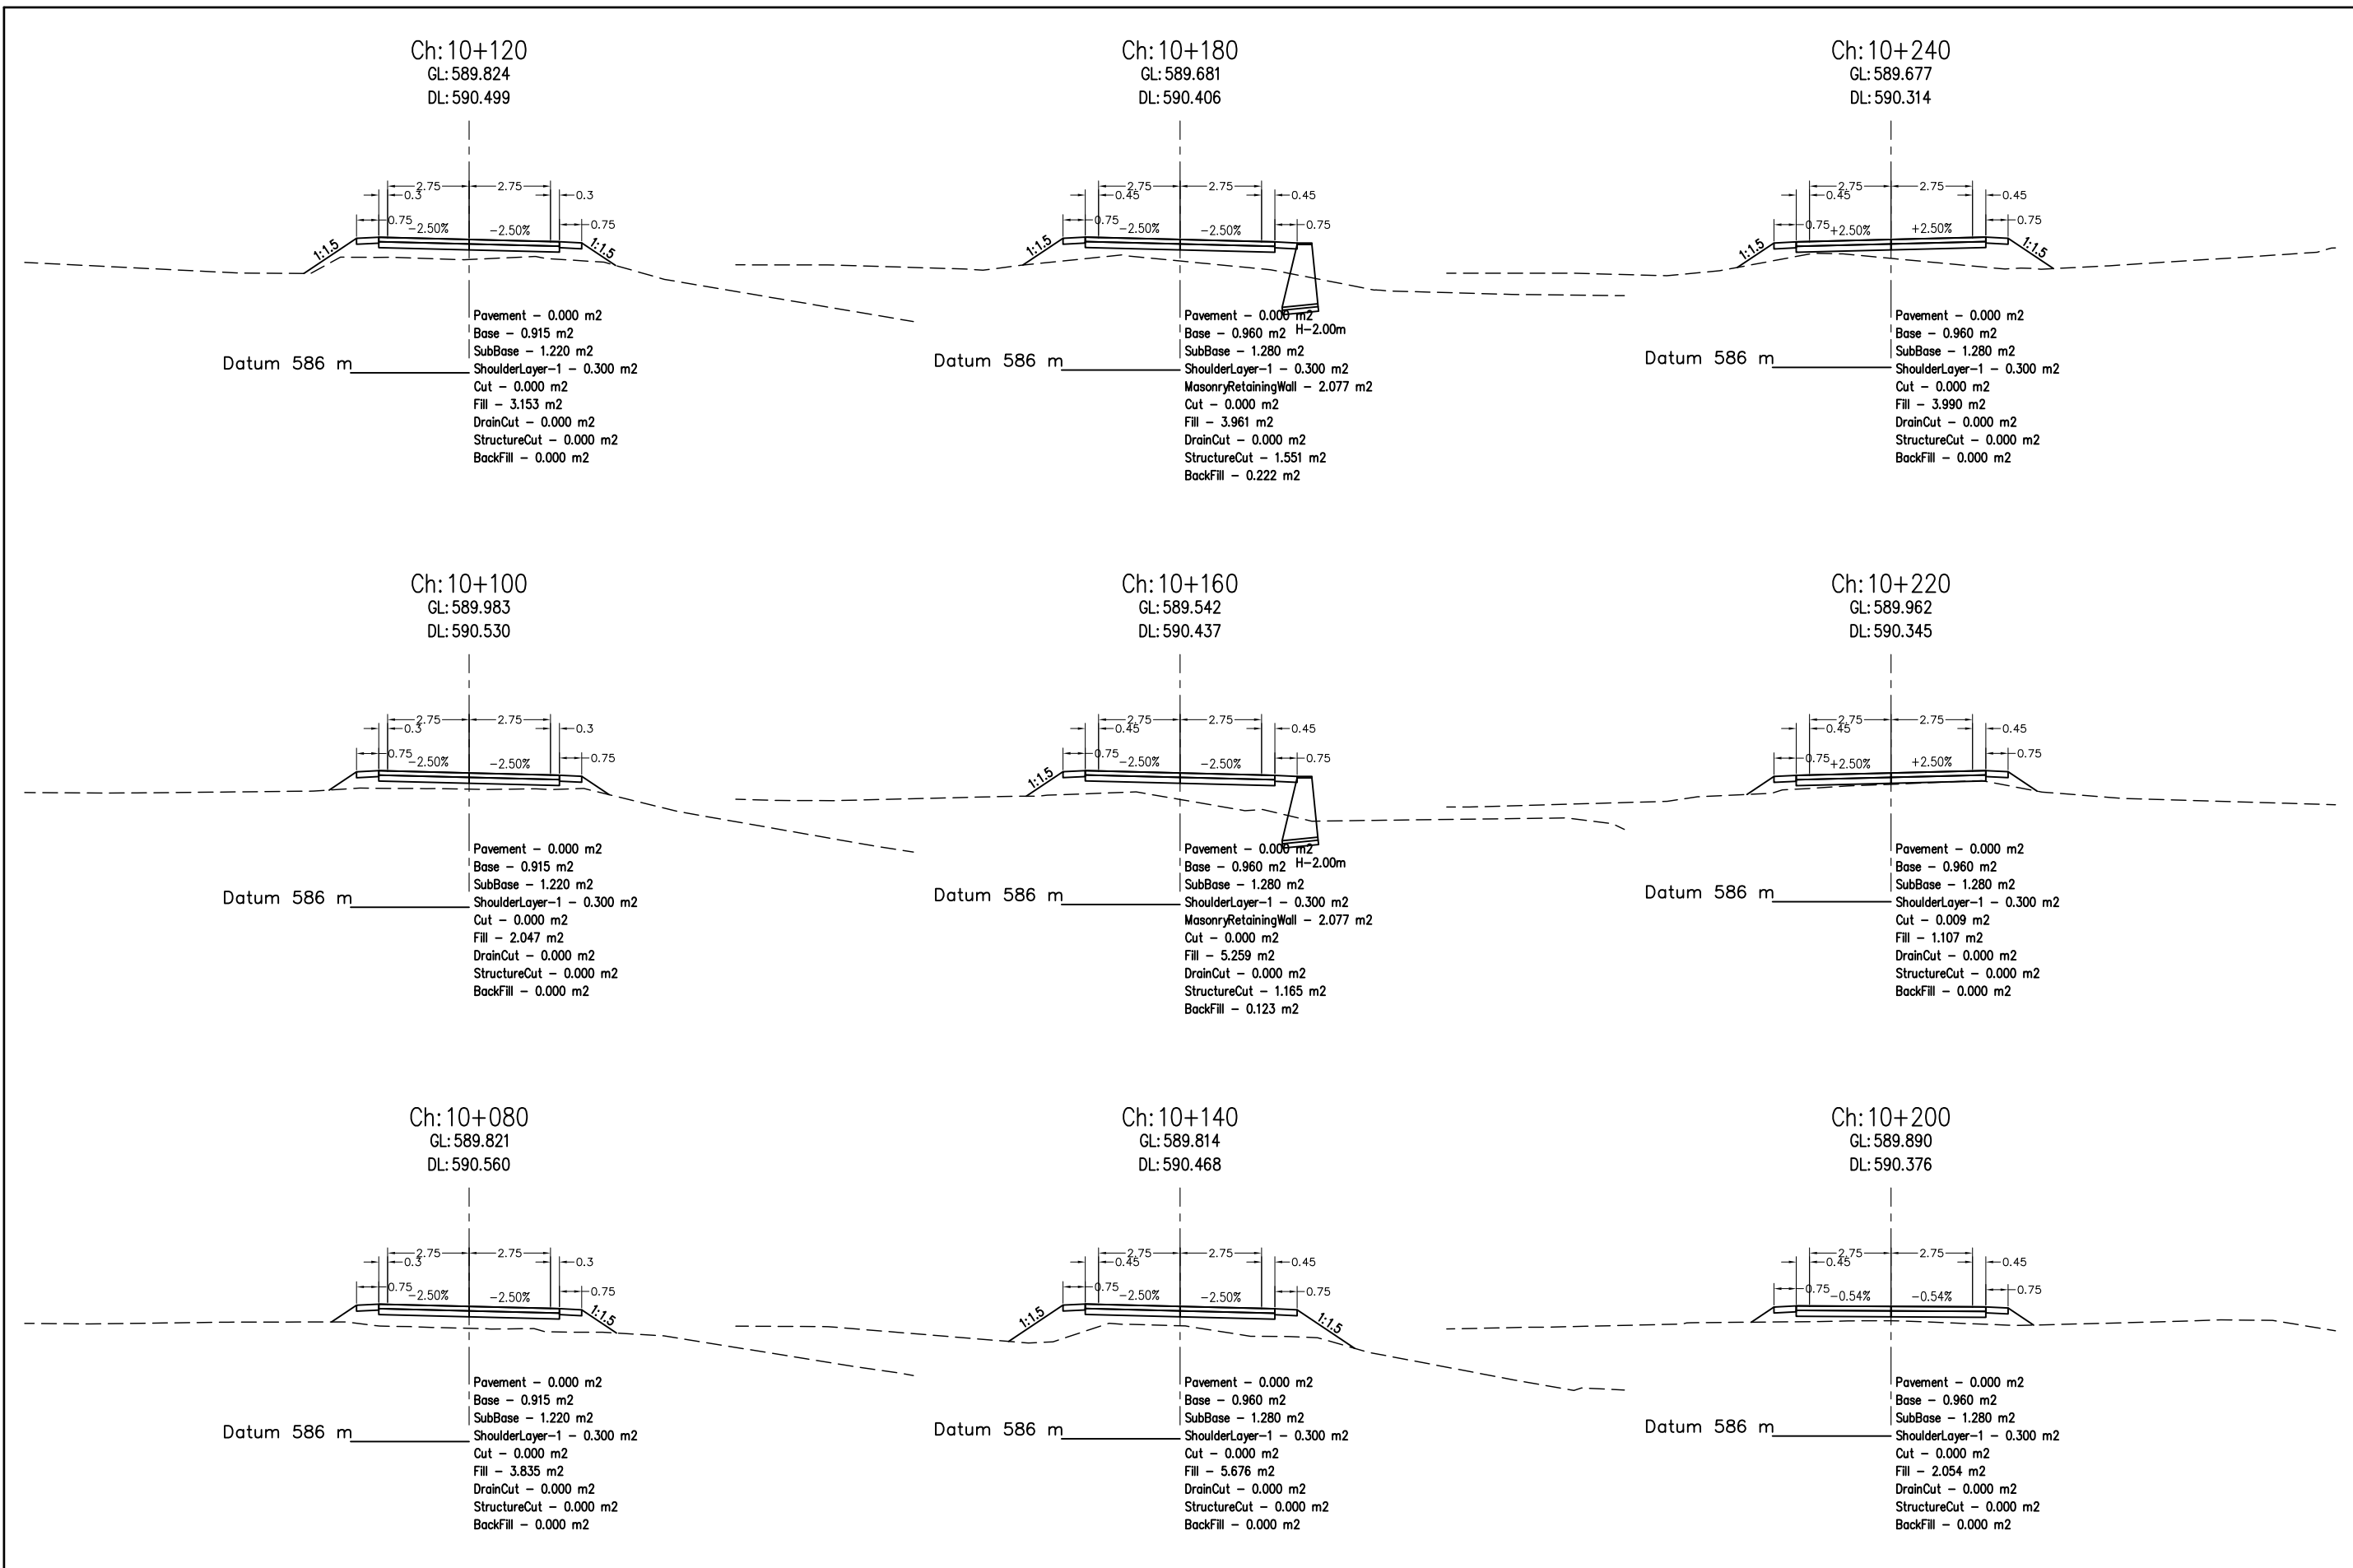 Ch:10+120
GL:589.824
DL:590.499
2.75
2.75
0.3
0.3
0.75
0.75
-2.50%
-2.50%
1:1.5
1:1.5
Datum 586 m
Pavement - 0.000 m2
Base - 0.915 m2
SubBase - 1.220 m2
ShoulderLayer-1 - 0.300 m2
Cut - 0.000 m2
Fill - 3.153 m2
DrainCut - 0.000 m2
StructureCut - 0.000 m2
BackFill - 0.000 m2
Ch:10+180
GL:589.681
DL:590.406
2.75
2.75
0.45
0.45
0.75
0.75
-2.50%
-2.50%
1:1.5
Datum 586 m
Pavement - 0.000 m2
Base - 0.960 m2
H-2.00m
SubBase - 1.280 m2
ShoulderLayer-1 - 0.300 m2
MasonryRetainingWall - 2.077 m2
Cut - 0.000 m2
Fill - 3.961 m2
DrainCut - 0.000 m2
StructureCut - 1.551 m2
BackFill - 0.222 m2
Ch:10+240
GL:589.677
DL:590.314
2.75
2.75
0.45
0.45
0.75
0.75
+2.50%
+2.50%
1:1.5
1:1.5
Datum 586 m
Pavement - 0.000 m2
Base - 0.960 m2
SubBase - 1.280 m2
ShoulderLayer-1 - 0.300 m2
Cut - 0.000 m2
Fill - 3.990 m2
DrainCut - 0.000 m2
StructureCut - 0.000 m2
BackFill - 0.000 m2
Ch:10+100
GL:589.983
DL:590.530
2.75
2.75
0.3
0.3
0.75
0.75
-2.50%
-2.50%
Datum 586 m
Pavement - 0.000 m2
Base - 0.915 m2
SubBase - 1.220 m2
ShoulderLayer-1 - 0.300 m2
Cut - 0.000 m2
Fill - 2.047 m2
DrainCut - 0.000 m2
StructureCut - 0.000 m2
BackFill - 0.000 m2
Ch:10+160
GL:589.542
DL:590.437
2.75
2.75
0.45
0.45
0.75
0.75
-2.50%
-2.50%
1:1.5
Datum 586 m
Pavement - 0.000 m2
Base - 0.960 m2
H-2.00m
SubBase - 1.280 m2
ShoulderLayer-1 - 0.300 m2
MasonryRetainingWall - 2.077 m2
Cut - 0.000 m2
Fill - 5.259 m2
DrainCut - 0.000 m2
StructureCut - 1.165 m2
BackFill - 0.123 m2
Ch:10+220
GL:589.962
DL:590.345
2.75
2.75
0.45
0.45
0.75
0.75
+2.50%
+2.50%
Datum 586 m
Pavement - 0.000 m2
Base - 0.960 m2
SubBase - 1.280 m2
ShoulderLayer-1 - 0.300 m2
Cut - 0.009 m2
Fill - 1.107 m2
DrainCut - 0.000 m2
StructureCut - 0.000 m2
BackFill - 0.000 m2
Ch:10+080
GL:589.821
DL:590.560
2.75
2.75
0.3
0.3
0.75
0.75
-2.50%
-2.50%
1:1.5
Datum 586 m
Pavement - 0.000 m2
Base - 0.915 m2
SubBase - 1.220 m2
ShoulderLayer-1 - 0.300 m2
Cut - 0.000 m2
Fill - 3.835 m2
DrainCut - 0.000 m2
StructureCut - 0.000 m2
BackFill - 0.000 m2
Ch:10+140
GL:589.814
DL:590.468
2.75
2.75
0.45
0.45
0.75
0.75
-2.50%
-2.50%
1:1.5
1:1.5
Datum 586 m
Pavement - 0.000 m2
Base - 0.960 m2
SubBase - 1.280 m2
ShoulderLayer-1 - 0.300 m2
Cut - 0.000 m2
Fill - 5.676 m2
DrainCut - 0.000 m2
StructureCut - 0.000 m2
BackFill - 0.000 m2
Ch:10+200
GL:589.890
DL:590.376
2.75
2.75
0.45
0.45
0.75
0.75
-0.54%
-0.54%
Datum 586 m
Pavement - 0.000 m2
Base - 0.960 m2
SubBase - 1.280 m2
ShoulderLayer-1 - 0.300 m2
Cut - 0.000 m2
Fill - 2.054 m2
DrainCut - 0.000 m2
StructureCut - 0.000 m2
BackFill - 0.000 m2